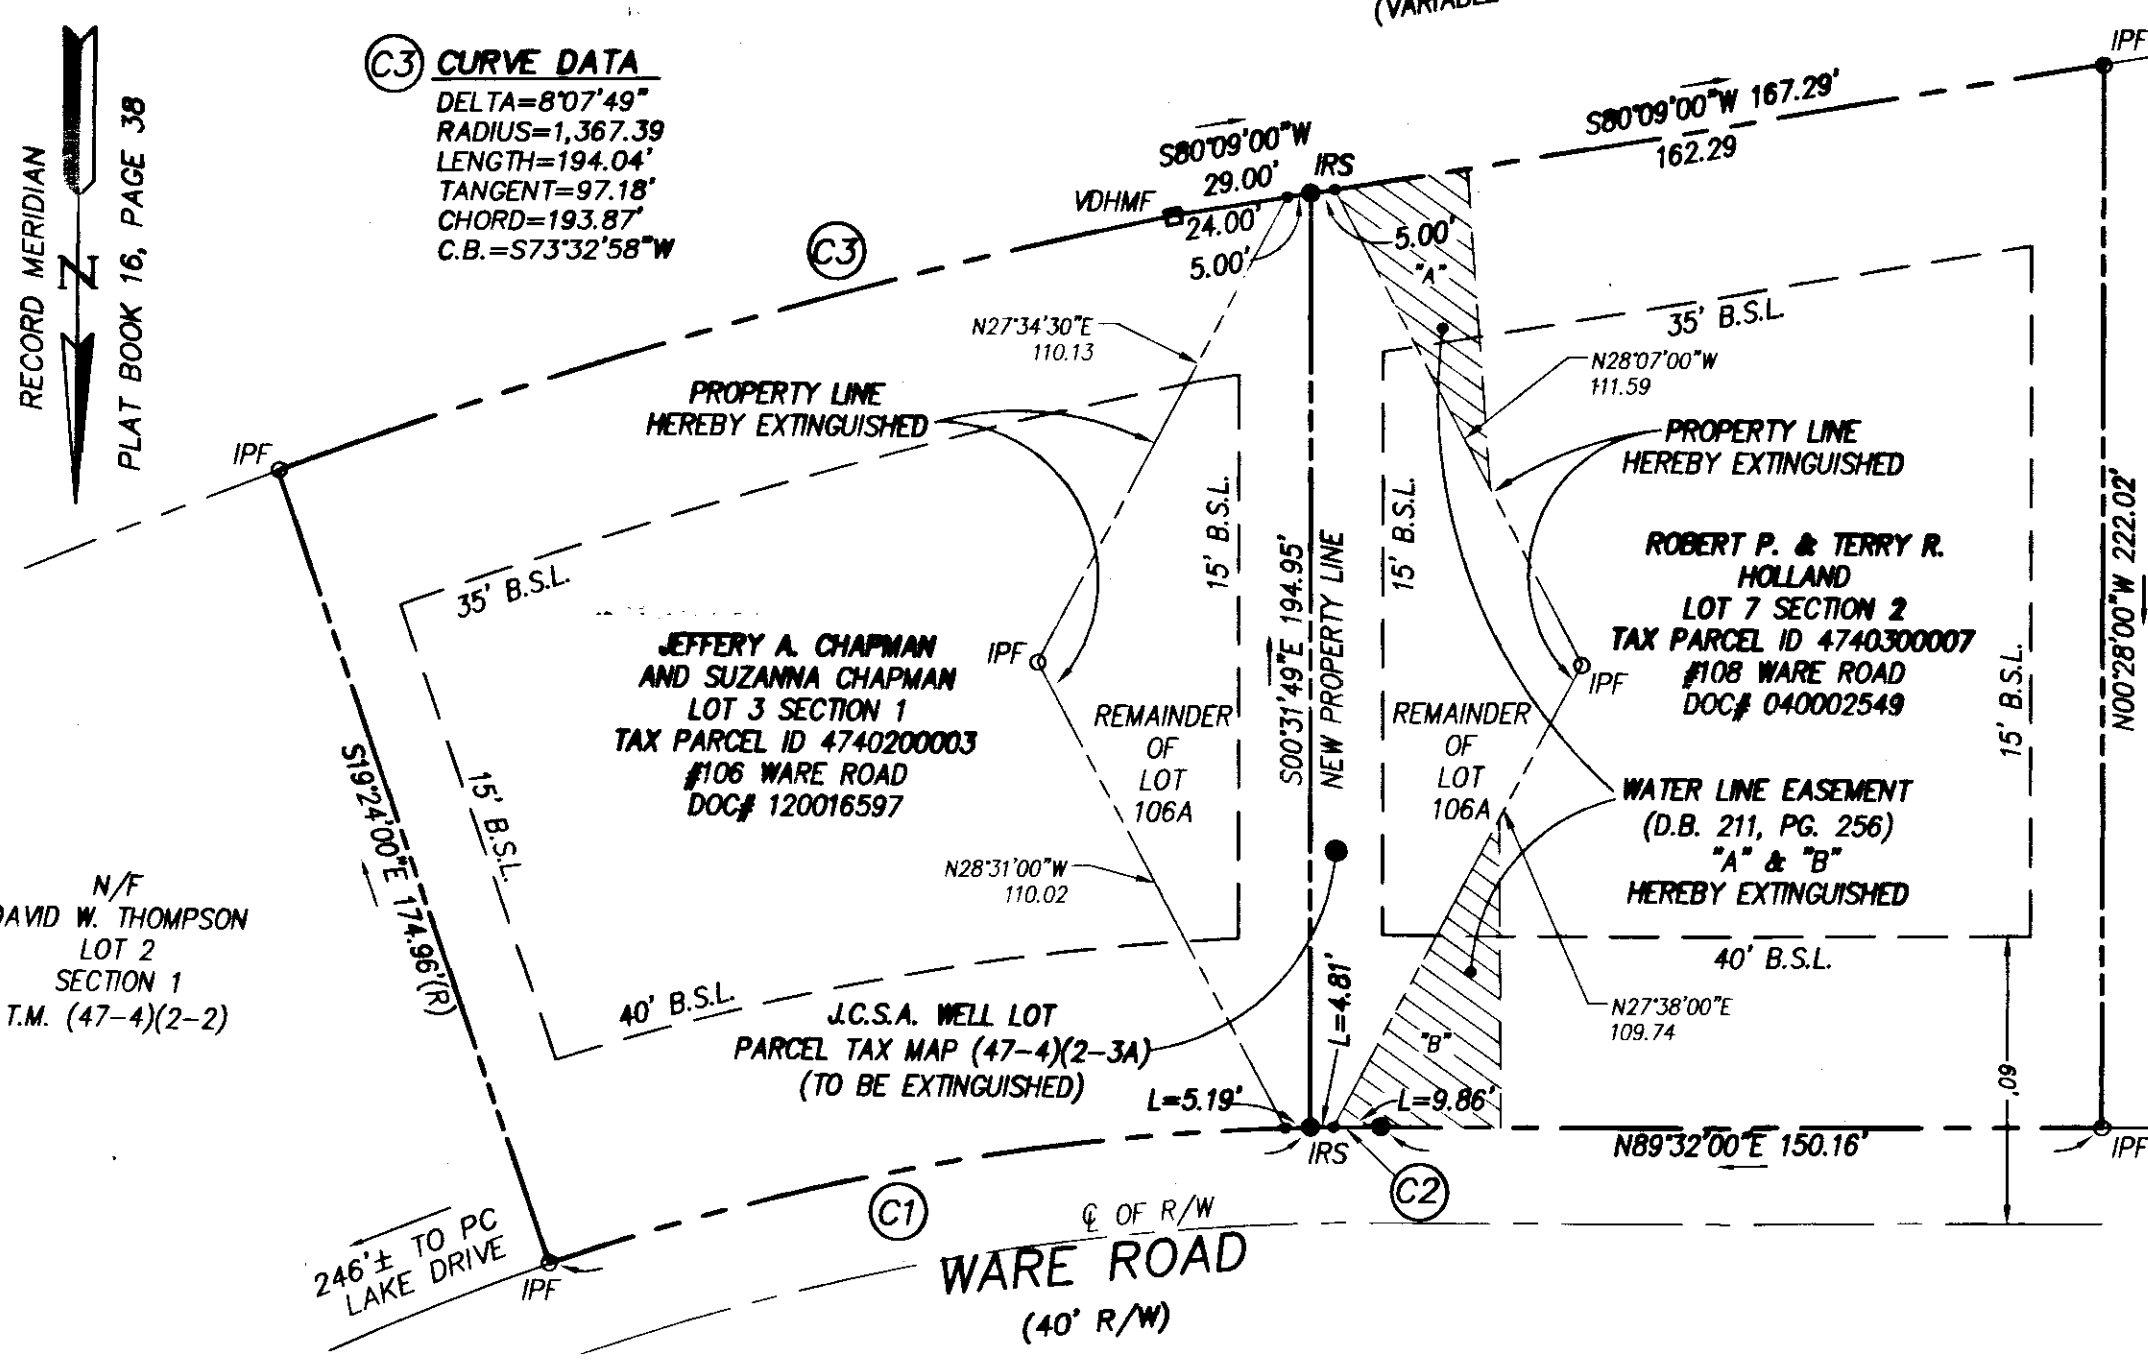 (VARIABLE
RECORD MERIDIAN
PLAT BOOK 16, PAGE 38
N
C3 CURVE DATA
DELTA=8°07'49"
RADIUS=1,367.39
LENGTH=194.04'
TANGENT=97.18'
CHORD=193.87'
C.B.=S73°32'58"W
IPF
S80°09'00"W 167.29'
162.29
S80°09'00"W
29.00'
IRS
VDHMF
24.00'
5.00'
5.00'
C3
"A"
35' B.S.L.
N27°34'30"E
110.13
N28°07'00"W
111.59
PROPERTY LINE
HEREBY EXTINGUISHED
PROPERTY LINE
HEREBY EXTINGUISHED
IPF
35' B.S.L.
15' B.S.L.
S00°31'49"E 194.95'
NEW PROPERTY LINE
15' B.S.L.
N00°28'00"W 222.02'
ROBERT P. & TERRY R.
HOLLAND
LOT 7 SECTION 2
TAX PARCEL ID 4740300007
#108 WARE ROAD
DOC# 040002549
15' B.S.L.
JEFFERY A. CHAPMAN
AND SUZANNA CHAPMAN
LOT 3 SECTION 1
TAX PARCEL ID 4740200003
#106 WARE ROAD
DOC# 120016597
IPF
IPF
REMAINDER
OF
LOT
106A
REMAINDER
OF
LOT
106A
WATER LINE EASEMENT
(D.B. 211, PG. 256)
"A" & "B"
HEREBY EXTINGUISHED
S19°24'00"E 174.96'(R)
15' B.S.L.
N28°31'00"W
110.02
N/F
DAVID W. THOMPSON
LOT 2
SECTION 1
T.M. (47-4)(2-2)
40' B.S.L.
40' B.S.L.
J.C.S.A. WELL LOT
PARCEL TAX MAP (47-4)(2-3A)
(TO BE EXTINGUISHED)
L=4.81'
N27°38'00"E
109.74
"B"
L=5.19'
L=9.86'
60'
IRS
N89°32'00"E 150.16'
IPF
C1
C2
℄ OF R/W
246'± TO PC
LAKE DRIVE
IPF
WARE ROAD
(40' R/W)